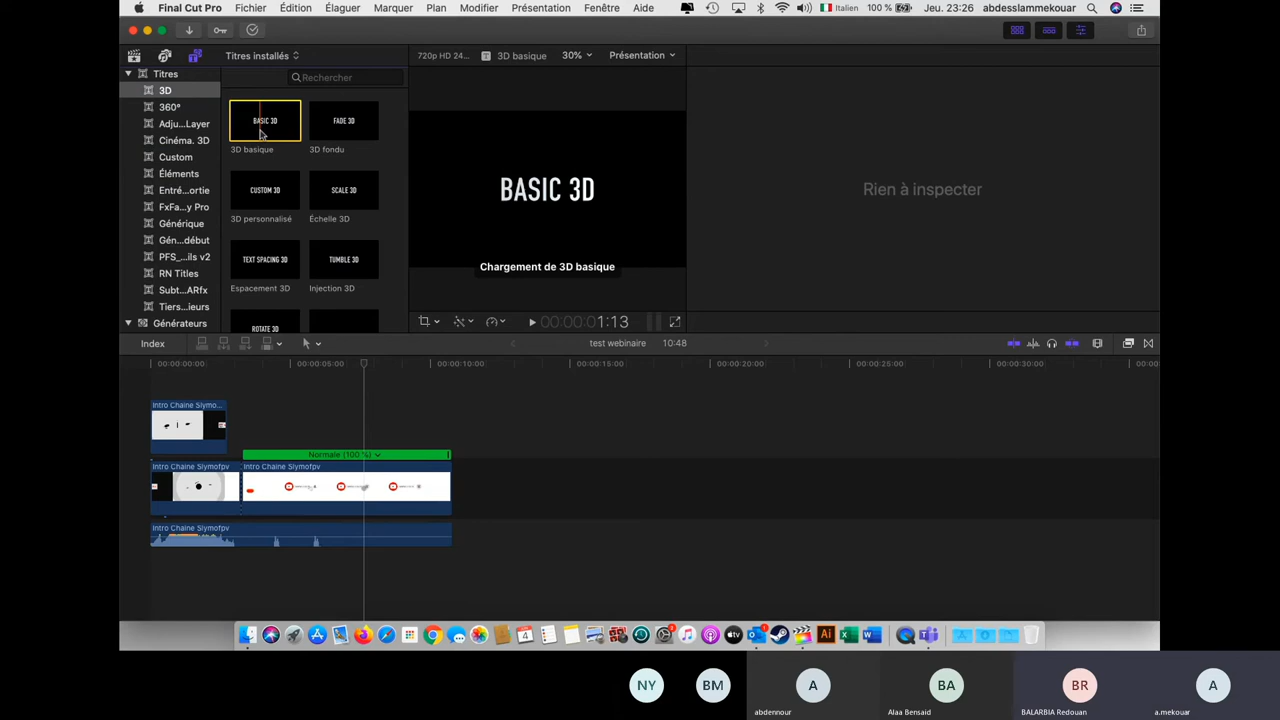 Final Cut Pro Fichier Édition Élaguer Marquer Plan Modifier Présentation Fenêtre Aide Italien 100 % Jeu. 23:26 abdesslammekouar
Titres installés
720p HD 24... 3D basique 30% Présentation
Titres
Rechercher
3D
360°
Adju...Layer
Cinéma. 3D
Custom
Éléments
Entré...ortie
FxFa...y Pro
Générique
Gén...début
PFS_...ils v2
RN Titles
Subt...ARfx
Tiers...ieurs
Générateurs
BASIC 3D FADE 3D
3D basique 3D fondu
CUSTOM 3D SCALE 3D
3D personnalisé Échelle 3D
TEXT SPACING 3D TUMBLE 3D
Espacement 3D Injection 3D
ROTATE 3D
BASIC 3D
Chargement de 3D basique
Rien à inspecter
00:00:00:01:13
Index test webinaire 10:48
00:00:00:00 00:00:05:00 00:00:10:00 00:00:15:00 00:00:20:00 00:00:25:00 00:00:30:00
Intro Chaine Slymo...
Normale (100 %)
Intro Chaine Slymofpv Intro Chaine Slymofpv
Intro Chaine Slymofpv
NY BM A BA BR A
abdennour Alaa Bensaid BALARBIA Redouan a.mekouar